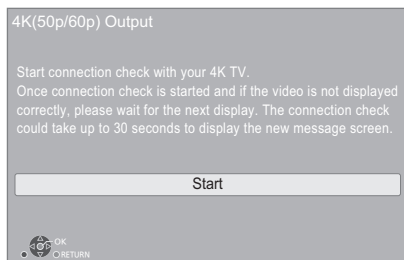 4K(50p/60p) Output
Start connection check with your 4K TV.
Once connection check is started and if the video is not displayed
correctly, please wait for the next display. The connection check
could take up to 30 seconds to display the new message screen.
Start
OK
RETURN